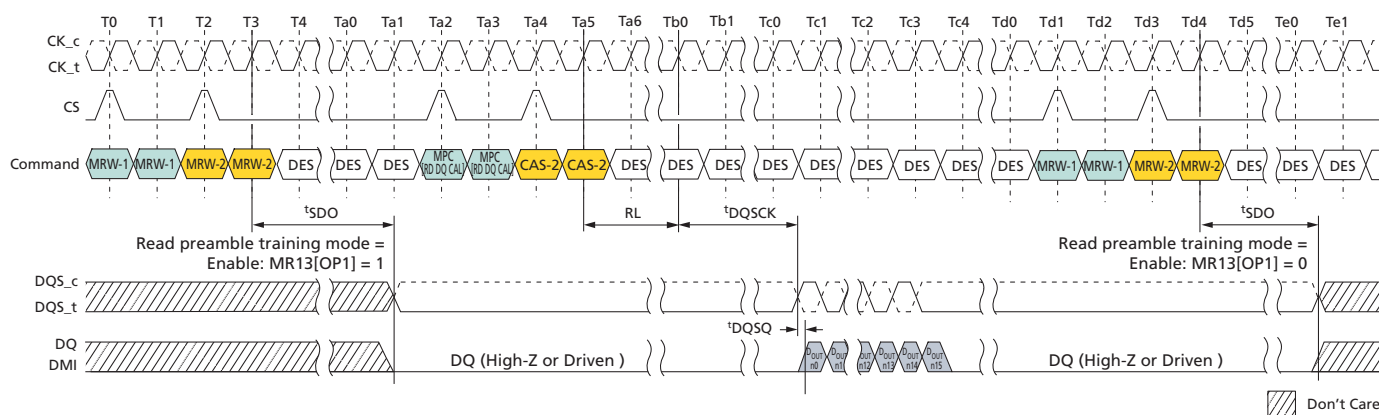 T0 T1 T2 T3 T4 Ta0 Ta1 Ta2 Ta3 Ta4 Ta5 Ta6 Tb0 Tb1 Tc0 Tc1 Tc2 Tc3 Tc4 Td0 Td1 Td2 Td3 Td4 Td5 Te0 Te1
CK_c
CK_t
CS
Command MRW-1 MRW-1 MRW-2 MRW-2 DES DES DES MPC [RD DQ CAL] MPC [RD DQ CAL] CAS-2 CAS-2 DES DES DES DES DES DES DES DES DES MRW-1 MRW-1 MRW-2 MRW-2 DES DES DES
tSDO RL tDQSCK tSDO
Read preamble training mode =
Enable: MR13[OP1] = 1
Read preamble training mode =
Enable: MR13[OP1] = 0
DQS_c
DQS_t
tDQSQ
DQ
DMI
DQ (High-Z or Driven )
DOUT n0 DOUT n1 DOUT n12 DOUT n13 DOUT n14 DOUT n15
DQ (High-Z or Driven )
Don't Care